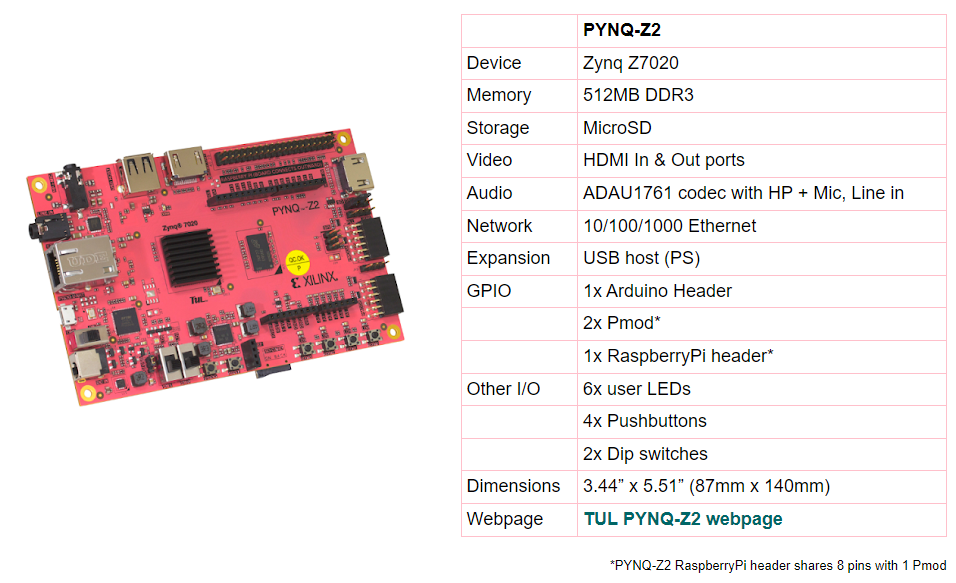 PYNQ-Z2
Device Zynq Z7020
Memory 512MB DDR3
Storage MicroSD
Video HDMI In & Out ports
Audio ADAU1761 codec with HP + Mic, Line in
Network 10/100/1000 Ethernet
Expansion USB host (PS)
GPIO 1x Arduino Header
2x Pmod*
1x RaspberryPi header*
Other I/O 6x user LEDs
4x Pushbuttons
2x Dip switches
Dimensions 3.44” x 5.51” (87mm x 140mm)
Webpage TUL PYNQ-Z2 webpage
*PYNQ-Z2 RaspberryPi header shares 8 pins with 1 Pmod
PYNQ™-Z2
Zynq® 7020
QC.OK
P
XILINX
TUL